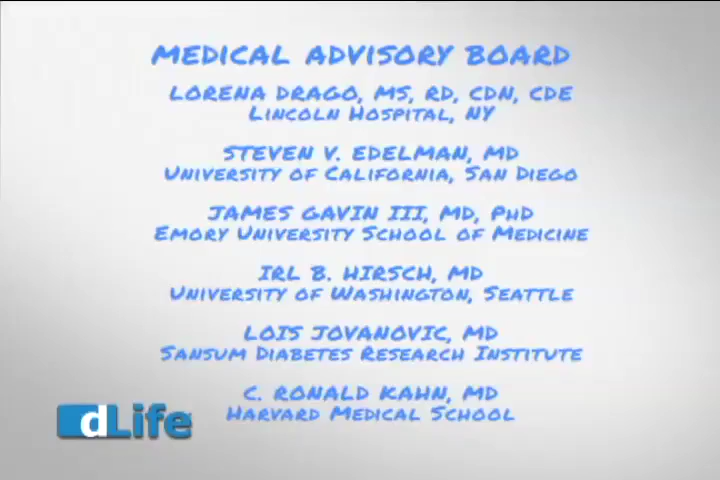 MEDICAL ADVISORY BOARD
LORENA DRAGO, MS, RD, CDN, CDE
LINCOLN HOSPITAL, NY
STEVEN V. EDELMAN, MD
UNIVERSITY OF CALIFORNIA, SAN DIEGO
JAMES GAVIN III, MD, PHD
EMORY UNIVERSITY SCHOOL OF MEDICINE
IRL B. HIRSCH, MD
UNIVERSITY OF WASHINGTON, SEATTLE
LOIS JOVANOVIC, MD
SANSUM DIABETES RESEARCH INSTITUTE
C. RONALD KAHN, MD
HARVARD MEDICAL SCHOOL
dLife